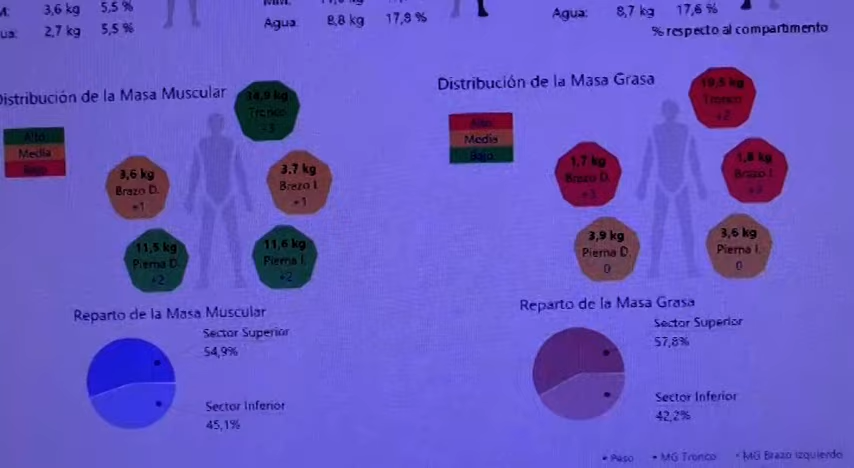 3,6 kg 5,5 %
2,7 kg 5,5 %
Agua: 8,8 kg 17,8 %
Agua: 8,7 kg 17,6 %
% respecto al compartimento
Distribución de la Masa Muscular
Alto
Media
Bajo
Tronco
+3
3,6 kg
Brazo D.
+1
3,7 kg
Brazo I.
+1
11,5 kg
Pierna D.
+2
11,6 kg
Pierna I.
+2
Reparto de la Masa Muscular
Sector Superior
54,9%
Sector Inferior
45,1%
Distribución de la Masa Grasa
Alto
Media
Bajo
Tronco
+2
1,7 kg
Brazo D.
+3
1,8 kg
Brazo I.
+3
3,9 kg
Pierna D.
0
3,6 kg
Pierna I.
0
Reparto de la Masa Grasa
Sector Superior
57,8%
Sector Inferior
42,2%
• Peso • MG Tronco • MG Brazo Izquierdo